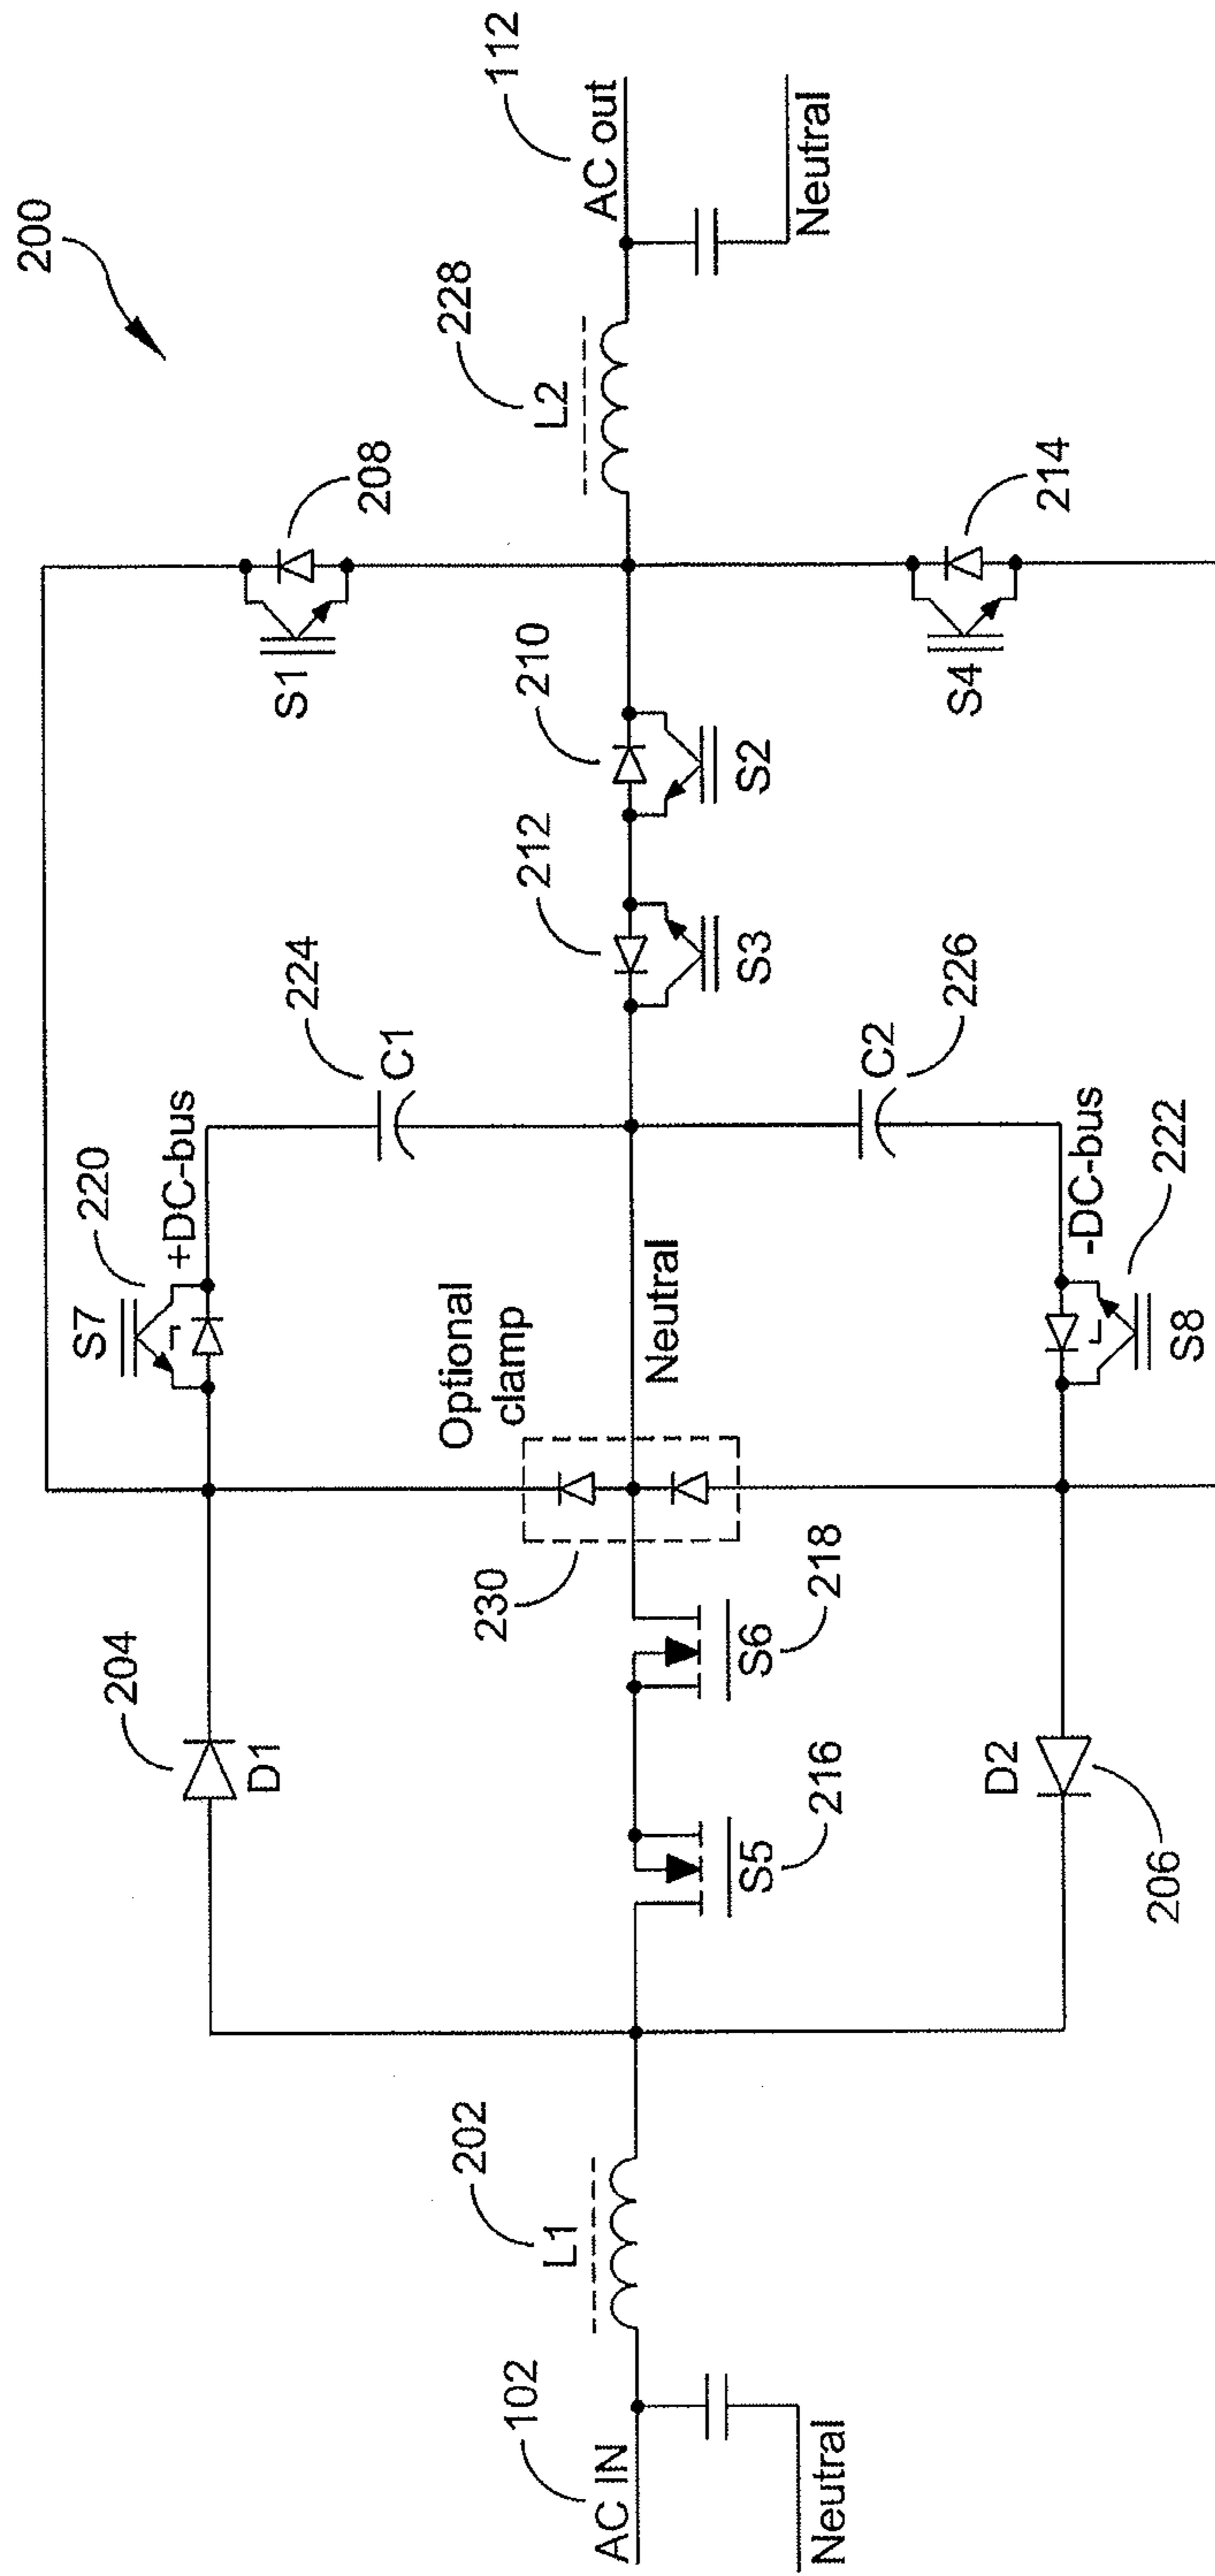 200
AC IN
102
Neutral
L1
202
D1
204
S5
216
S6
218
D2
206
230
Optional
clamp
Neutral
S7
220
+DC-bus
-DC-bus
S8
222
C1
224
C2
226
S3
212
S2
210
S1
208
S4
214
L2
228
AC out
112
Neutral